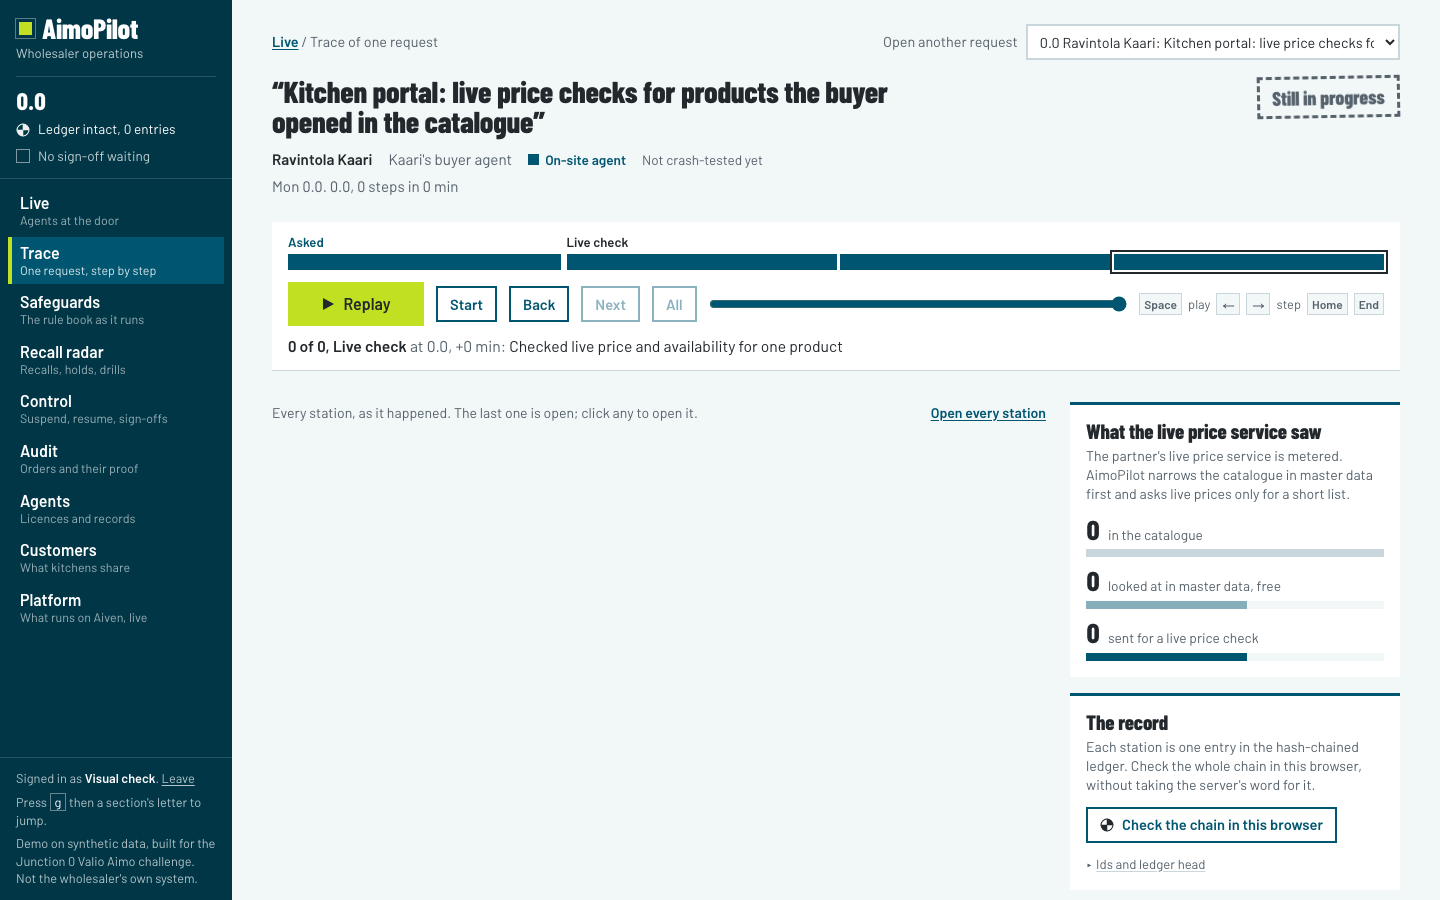 AimoPilot
Wholesaler operations
0.0
Ledger intact, 0 entries
No sign-off waiting
Live
Agents at the door
Trace
One request, step by step
Safeguards
The rule book as it runs
Recall radar
Recalls, holds, drills
Control
Suspend, resume, sign-offs
Audit
Orders and their proof
Agents
Licences and records
Customers
What kitchens share
Platform
What runs on Aiven, live
Signed in as Visual check. Leave
Press g then a section's letter to
jump.
Demo on synthetic data, built for the
Junction 0 Valio Aimo challenge.
Not the wholesaler's own system.
Live / Trace of one request
Open another request
0.0 Ravintola Kaari: Kitchen portal: live price checks fo
“Kitchen portal: live price checks for products the buyer
opened in the catalogue”
Still in progress
Ravintola Kaari Kaari's buyer agent On-site agent Not crash-tested yet
Mon 0.0. 0.0, 0 steps in 0 min
Asked
Live check
Replay
Start
Back
Next
All
Space play ← → step Home End
0 of 0, Live check at 0.0, +0 min: Checked live price and availability for one product
Every station, as it happened. The last one is open; click any to open it.
Open every station
What the live price service saw
The partner's live price service is metered.
AimoPilot narrows the catalogue in master data
first and asks live prices only for a short list.
0 in the catalogue
0 looked at in master data, free
0 sent for a live price check
The record
Each station is one entry in the hash-chained
ledger. Check the whole chain in this browser,
without taking the server's word for it.
Check the chain in this browser
Ids and ledger head